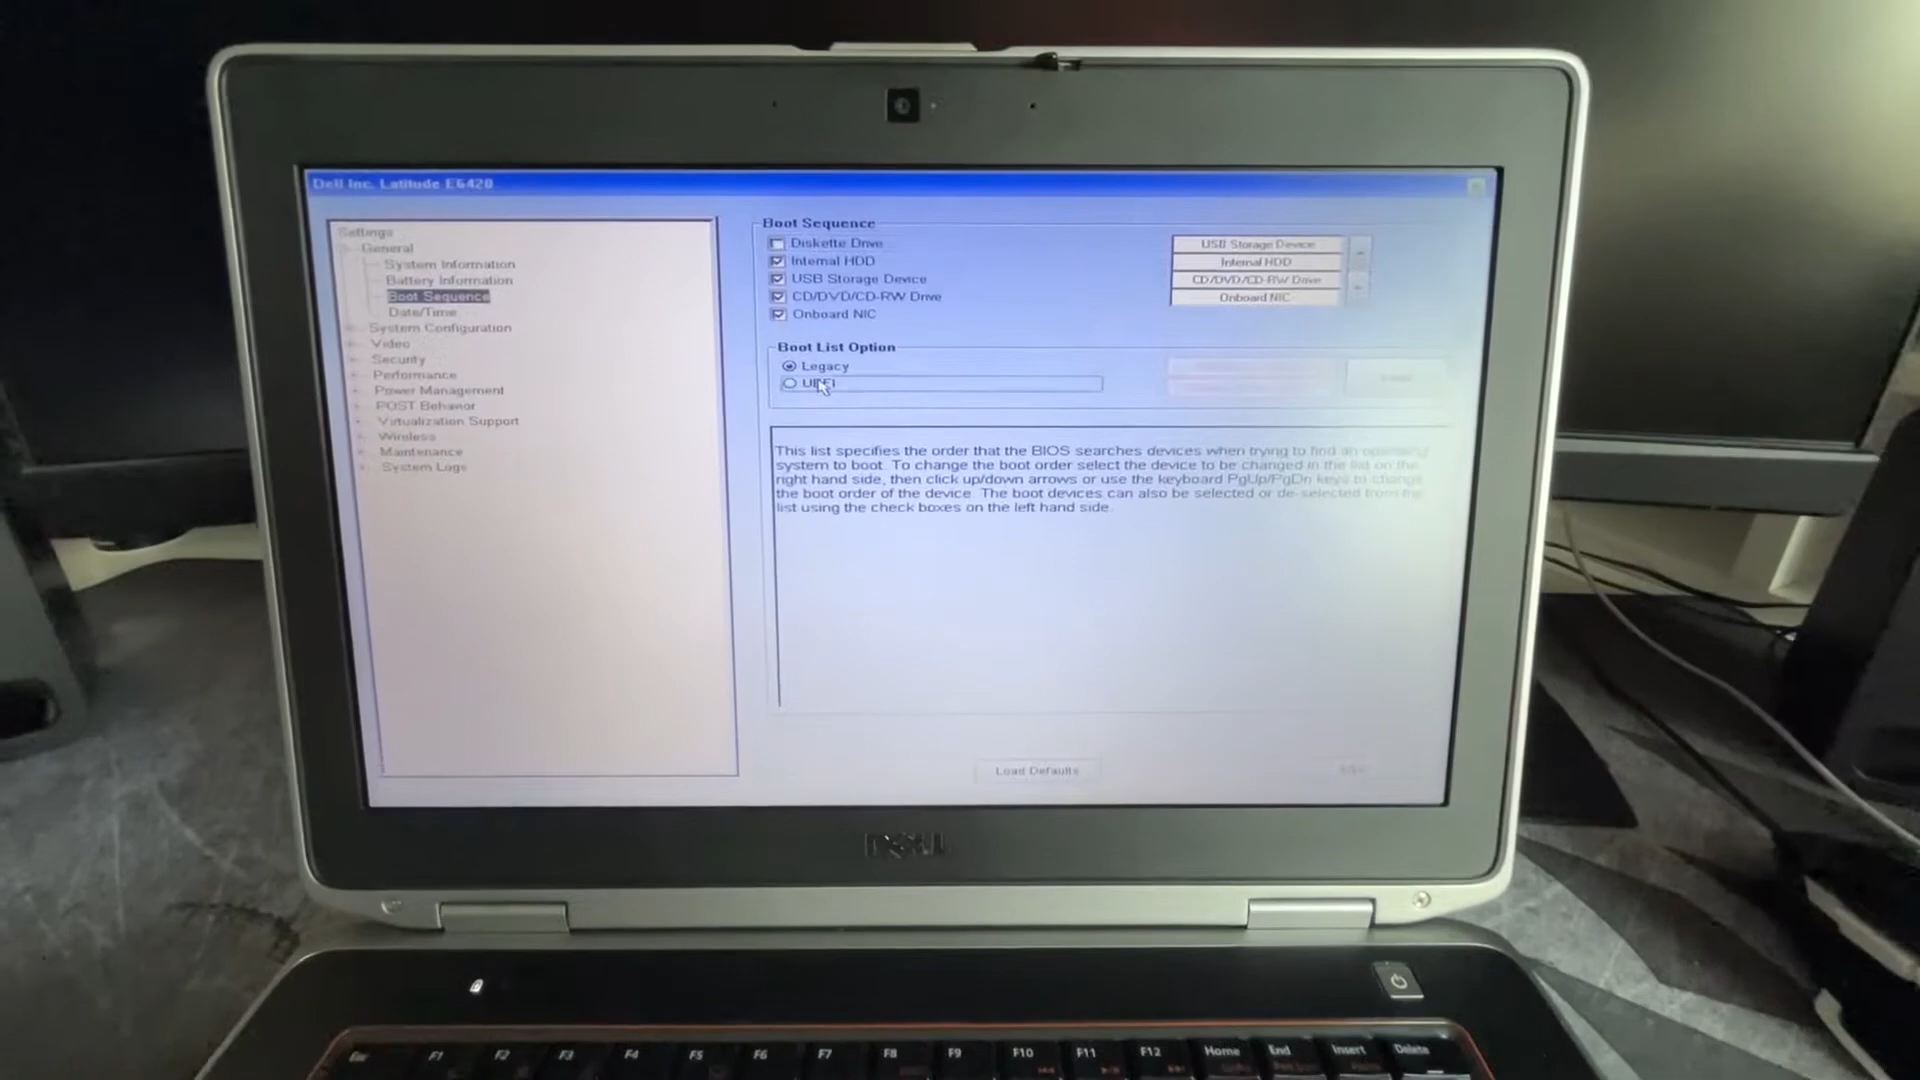 Dell Inc. Latitude E6420
Settings
General
System Information
Battery Information
Boot Sequence
Date/Time
System Configuration
Video
Security
Performance
Power Management
POST Behavior
Virtualization Support
Wireless
Maintenance
System Logs
Boot Sequence
Diskette Drive
Internal HDD
USB Storage Device
CD/DVD/CD-RW Drive
Onboard NIC
USB Storage Device
Internal HDD
CD/DVD/CD-RW Drive
Onboard NIC
Boot List Option
Legacy
UEFI
This list specifies the order that the BIOS searches devices when trying to find an operating
system to boot. To change the boot order select the device to be changed in the list on the
right hand side, then click up/down arrows or use the keyboard PgUp/PgDn keys to change
the boot order of the device. The boot devices can also be selected or de-selected from the
list using the check boxes on the left hand side.
Load Defaults
DELL
Esc F1 F2 F3 F4 F5 F6 F7 F8 F9 F10 F11 F12 Home End Insert Delete